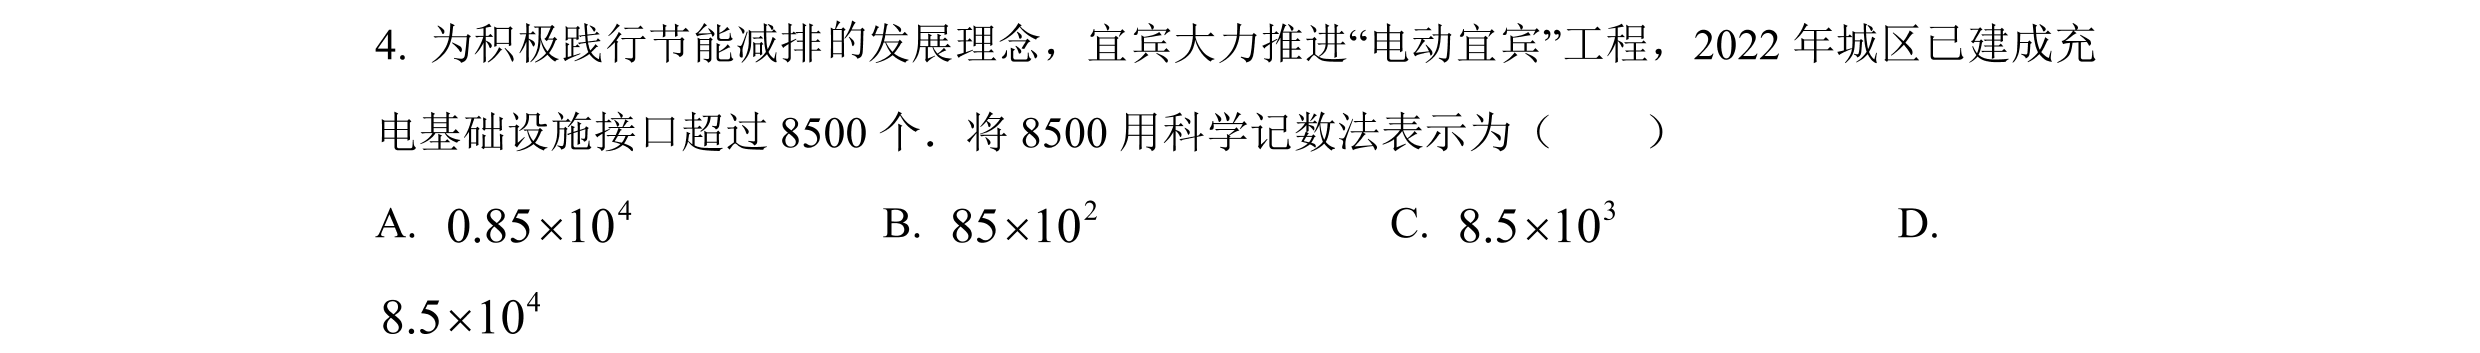 4. 为积极践行节能减排的发展理念，宜宾大力推进“电动宜宾”工程，2022 年城区已建成充
电基础设施接口超过 8500 个．将 8500 用科学记数法表示为（　　）
A. 0.85×10⁴ B. 85×10² C. 8.5×10³ D.
8.5×10⁴